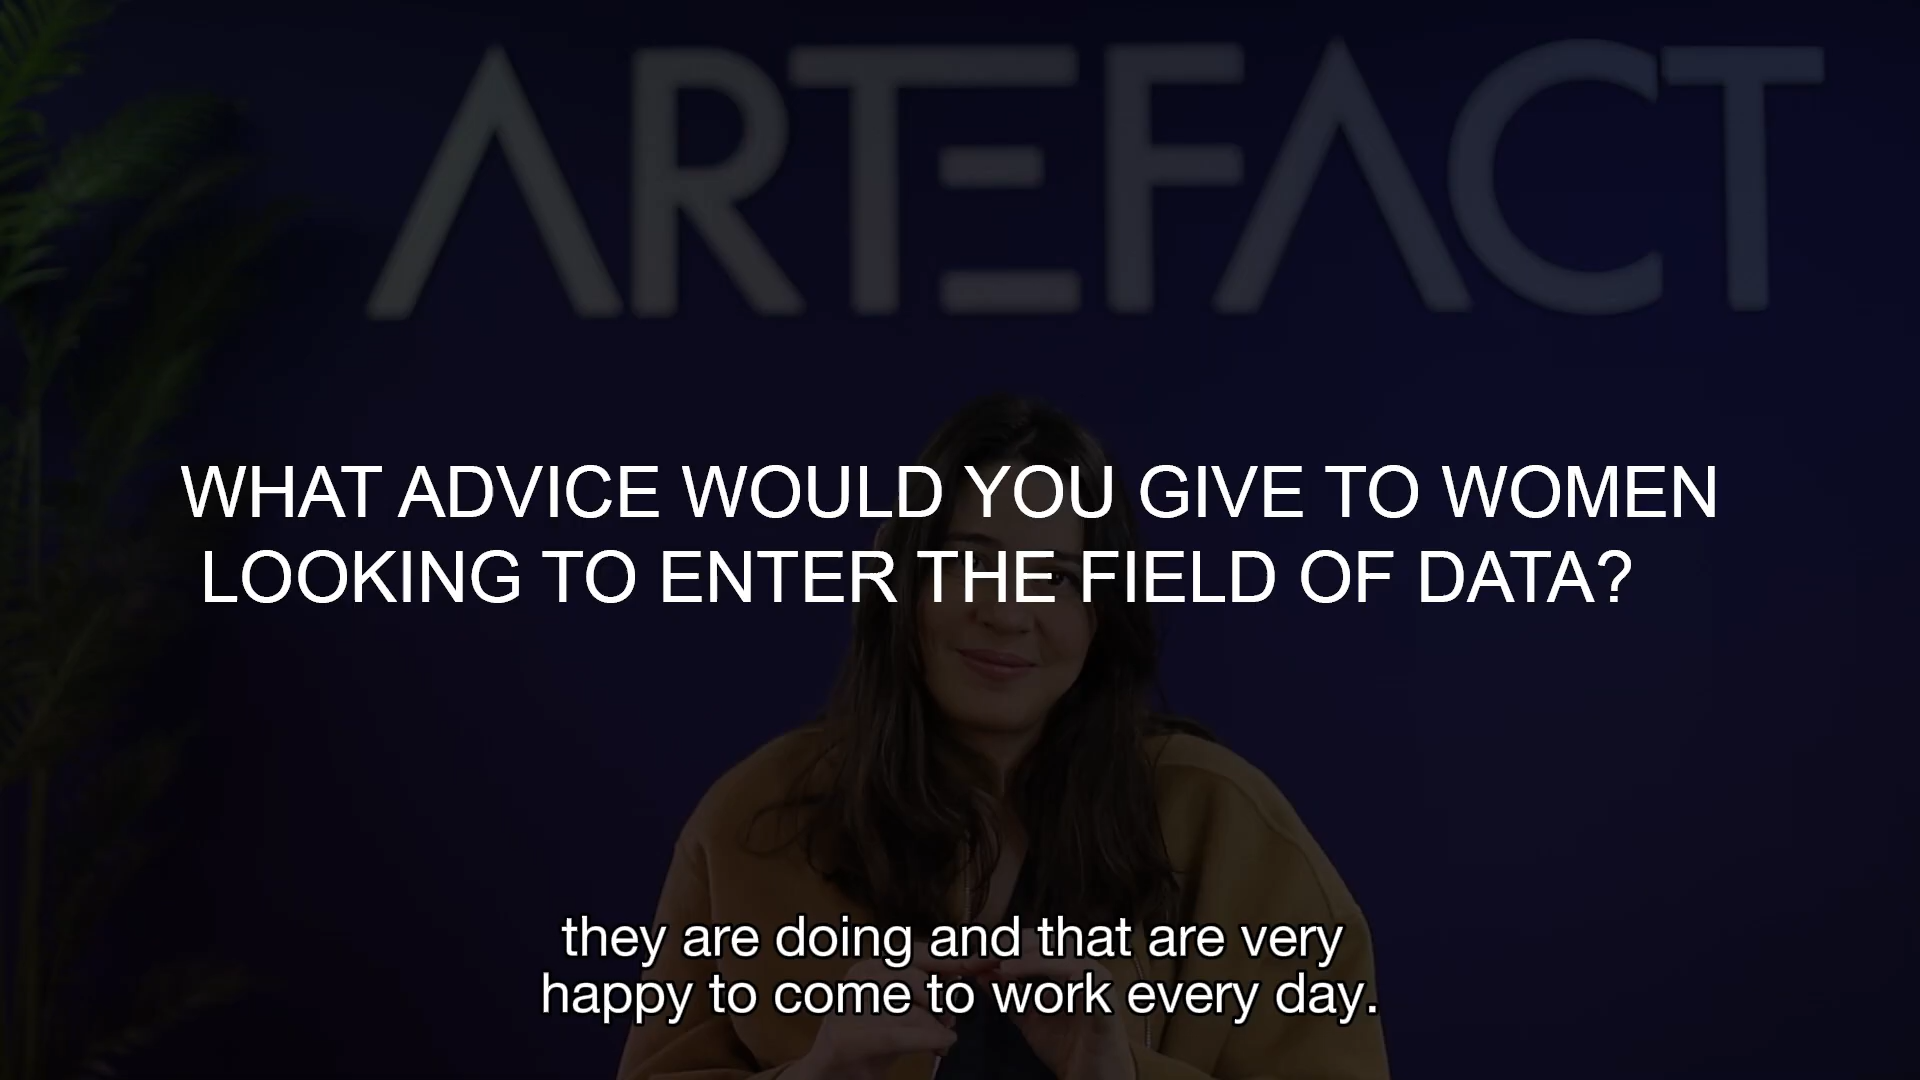 ARTEFACT
WHAT ADVICE WOULD YOU GIVE TO WOMEN
LOOKING TO ENTER THE FIELD OF DATA?
they are doing and that are very
happy to come to work every day.